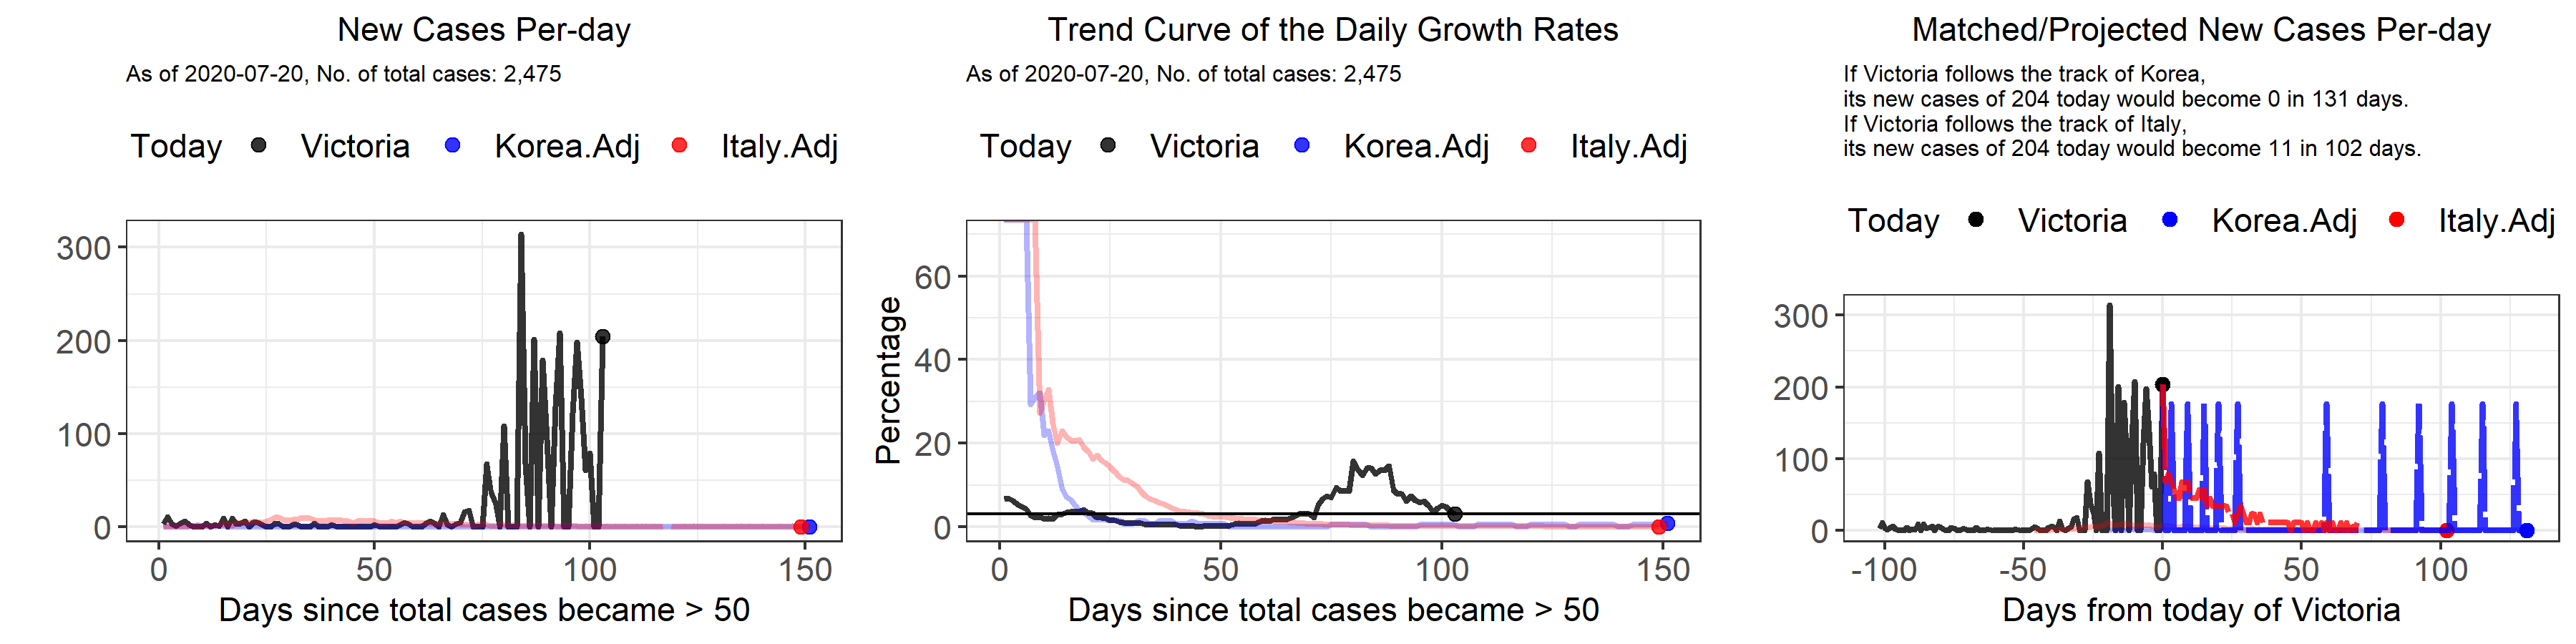 New Cases Per-day
As of 2020-07-20, No. of total cases: 2,475
Today Victoria Korea.Adj Italy.Adj
300
200
100
0
0 50 100 150
Days since total cases became > 50
Trend Curve of the Daily Growth Rates
As of 2020-07-20, No. of total cases: 2,475
Today Victoria Korea.Adj Italy.Adj
Percentage
60
40
20
0
0 50 100 150
Days since total cases became > 50
Matched/Projected New Cases Per-day
If Victoria follows the track of Korea,
its new cases of 204 today would become 0 in 131 days.
If Victoria follows the track of Italy,
its new cases of 204 today would become 11 in 102 days.
Today Victoria Korea.Adj Italy.Adj
300
200
100
0
-100 -50 0 50 100
Days from today of Victoria